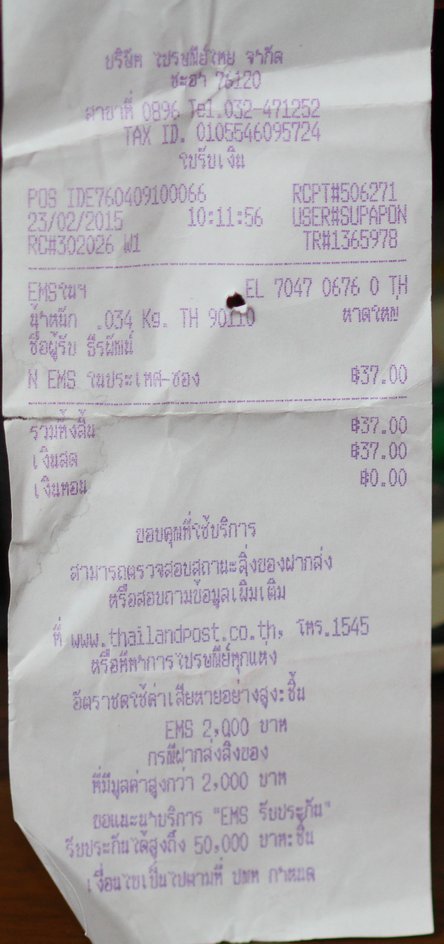 บริษัท ไปรษณีย์ไทย จำกัด
ชะอำ 76120
สาขาที่ 0896 Tel.032-471252
TAX ID. 0105546095724
ใบรับเงิน
POS IDE760409100066 RCPT#506271
23/02/2015 10:11:56 USER#SUPAPON
RC#302026 W1 TR#1365978
EMSในฯ EL 7047 0676 0 TH
น้ำหนัก .034 Kg. TH 90110 หาดใหญ่
ชื่อผู้รับ ธีรพัฒน์
N EMS ในประเทศ-ซอง ฿37.00
รวมทั้งสิ้น ฿37.00
เงินสด ฿37.00
เงินทอน ฿0.00
ขอบคุณที่ใช้บริการ
สามารถตรวจสอบสถานะสิ่งของฝากส่ง
หรือสอบถามข้อมูลเพิ่มเติม
ที่ www.thailandpost.co.th, โทร.1545
หรือที่ทำการไปรษณีย์ทุกแห่ง
อัตราชดใช้ค่าเสียหายอย่างสูง:ชิ้น
EMS 2,000 บาท
กรณีฝากส่งสิ่งของ
ที่มีมูลค่าสูงกว่า 2,000 บาท
ขอแนะนำบริการ "EMS รับประกัน"
รับประกันได้สูงถึง 50,000 บาท:ชิ้น
เงื่อนไขเป็นไปตามที่ ปณท กำหนด